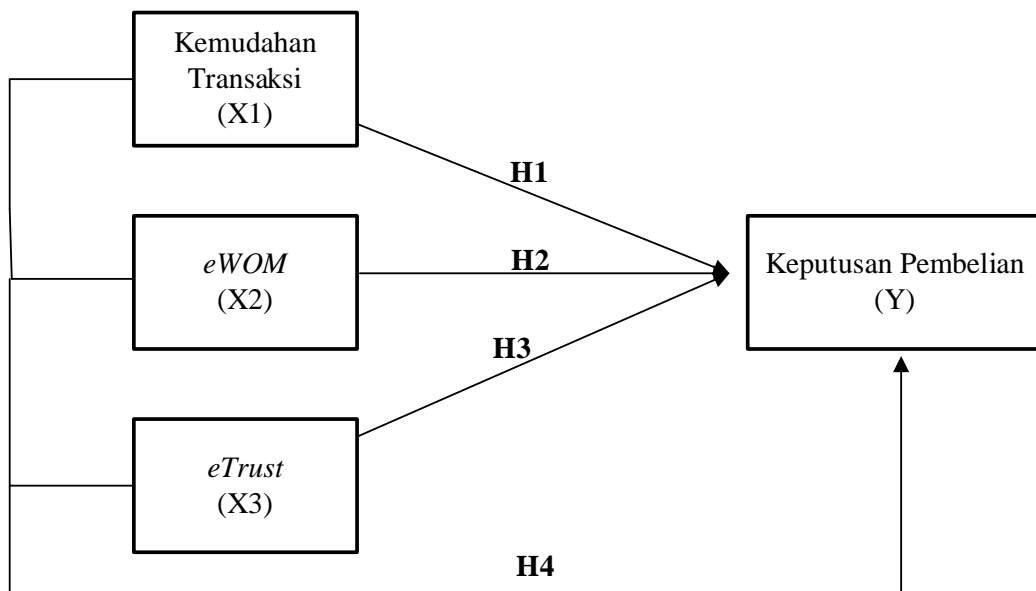 Kemudahan
Transaksi
(X1)
H1
eWOM
(X2)
H2
Keputusan Pembelian
(Y)
H3
eTrust
(X3)
H4